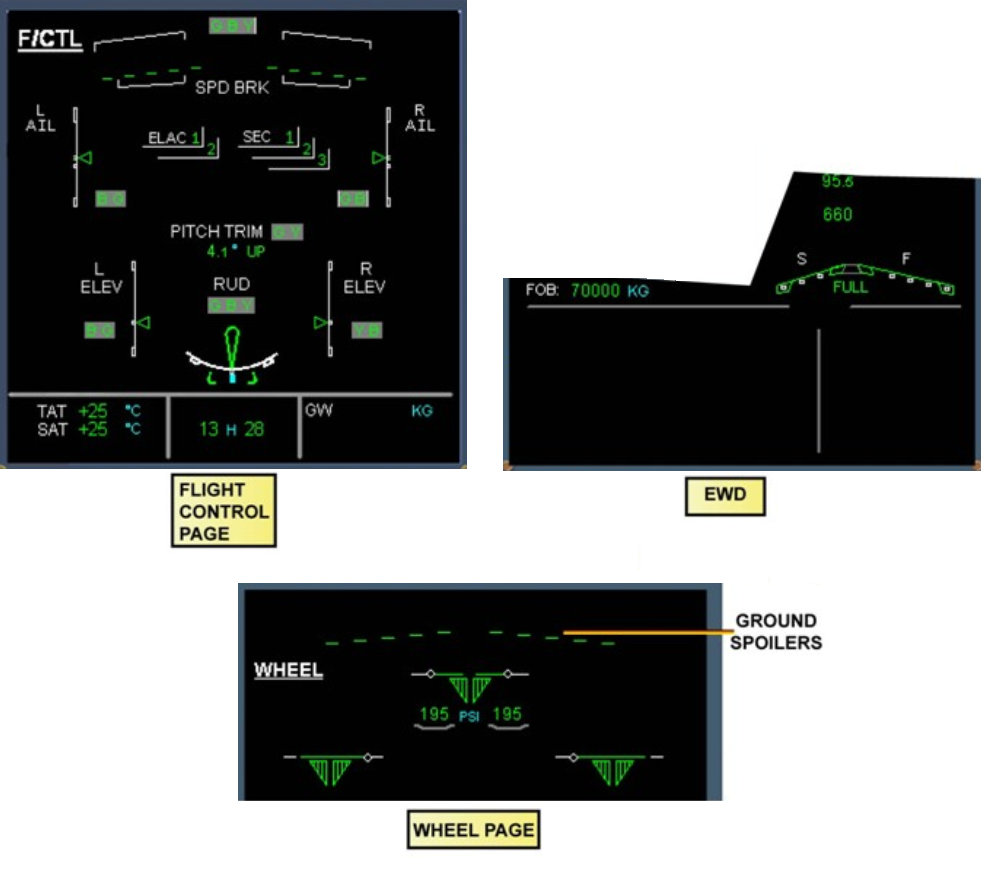 F/CTL
G B Y
SPD BRK
L
AIL
R
AIL
ELAC 1
2
SEC 1
2
3
B G
G B
PITCH TRIM G Y
4.1° UP
L
ELEV
R
ELEV
RUD
G B Y
B G
Y B
TAT +25 °C
SAT +25 °C
13 H 28
GW KG
FLIGHT
CONTROL
PAGE
660
S F
FULL
FOB: 70000 KG
EWD
WHEEL
195 PSI 195
GROUND
SPOILERS
WHEEL PAGE